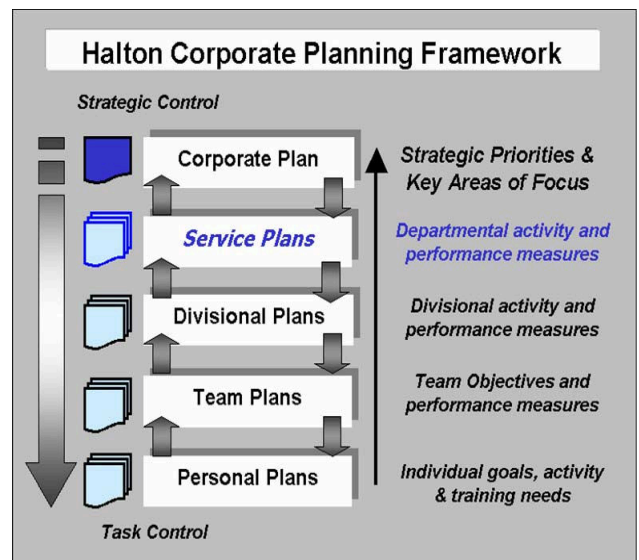 Halton Corporate Planning Framework
Strategic Control
Corporate Plan
Strategic Priorities &
Key Areas of Focus
Service Plans
Departmental activity and
performance measures
Divisional Plans
Divisional activity and
performance measures
Team Plans
Team Objectives and
performance measures
Personal Plans
Individual goals, activity
& training needs
Task Control